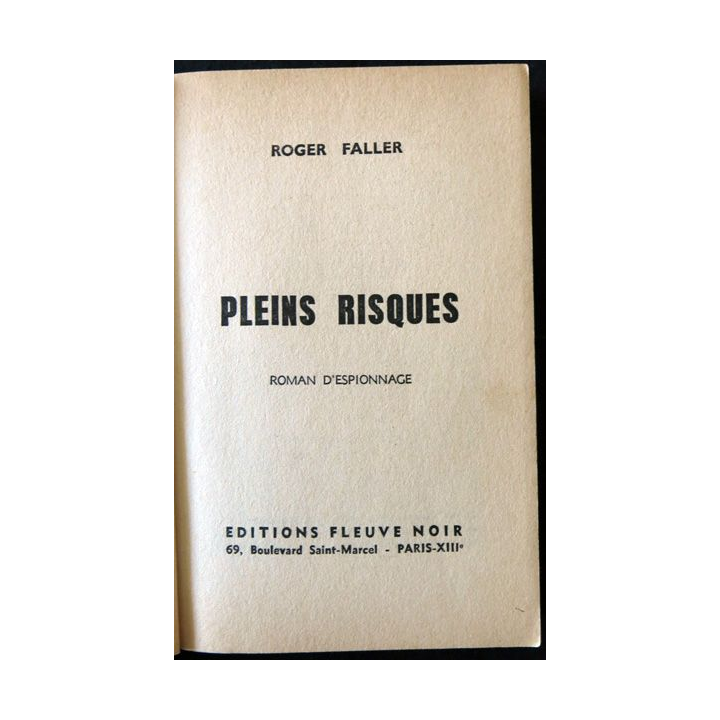 ROGER FALLER
PLEINS RISQUES
ROMAN D'ESPIONNAGE
EDITIONS FLEUVE NOIR
69, Boulevard Saint-Marcel - PARIS-XIIIᵉ